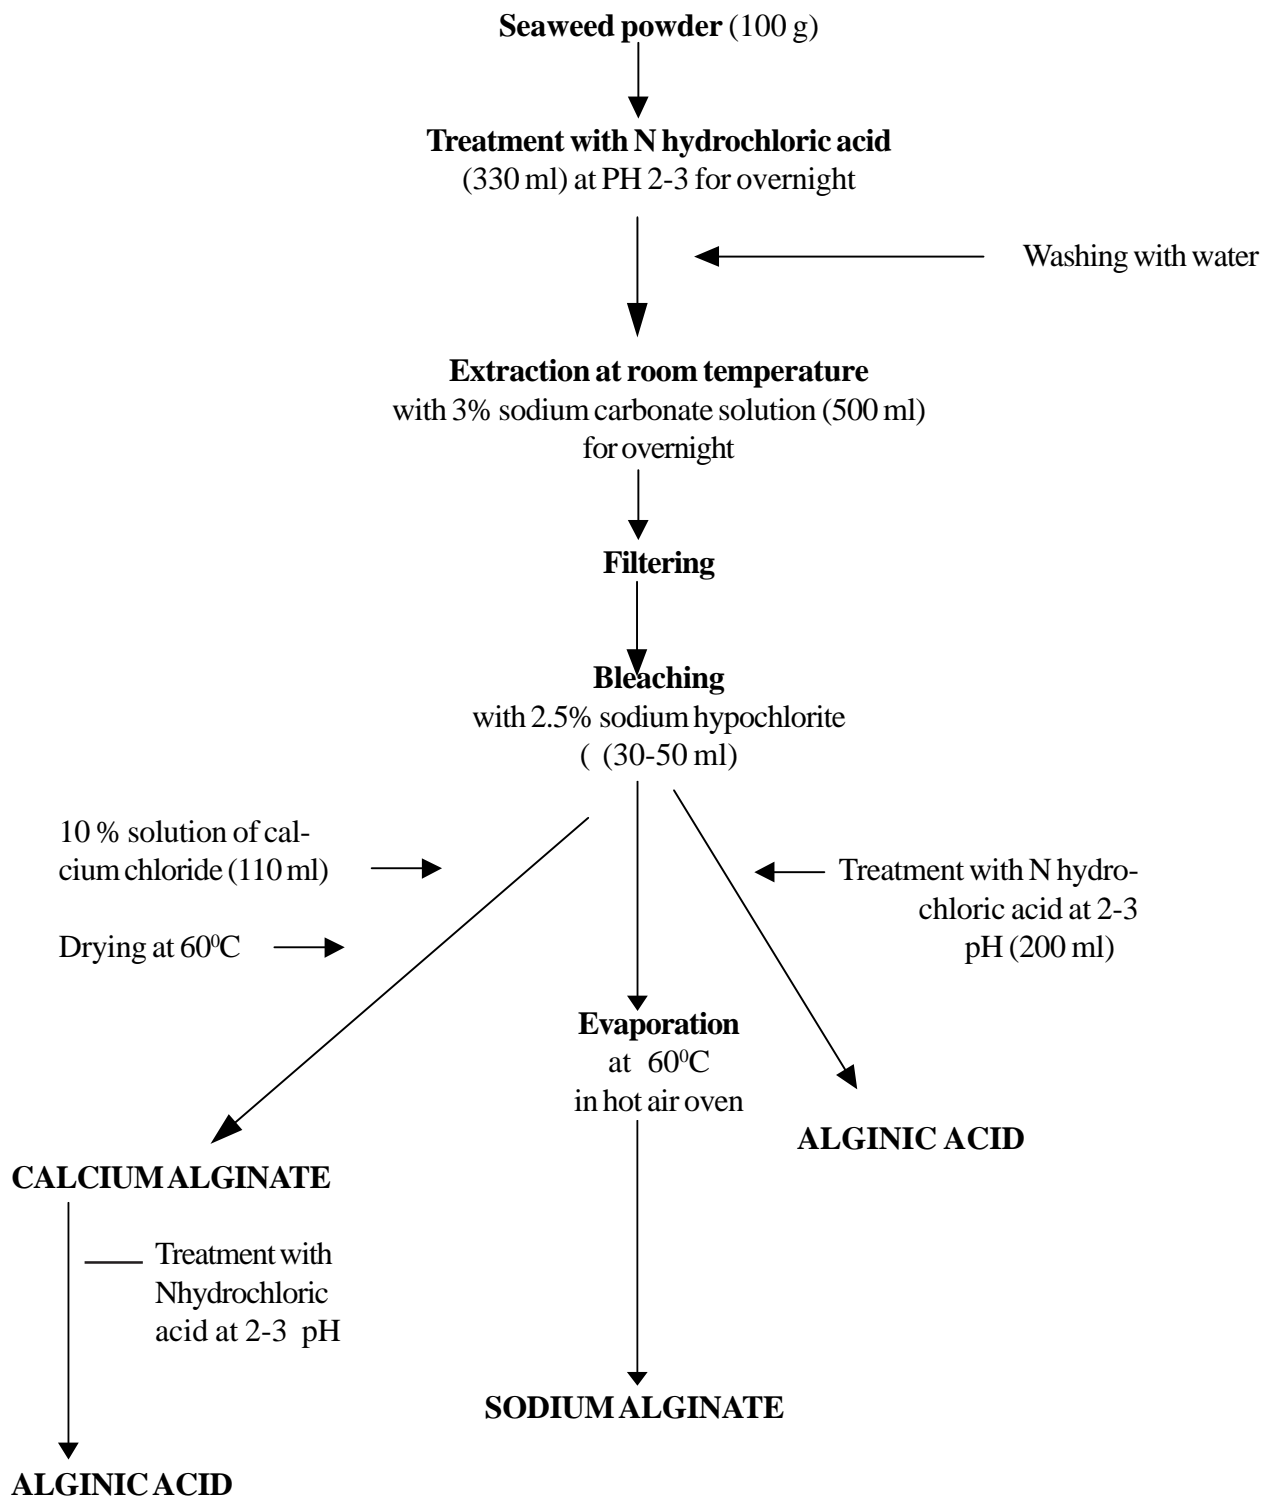 Seaweed powder (100 g)
Treatment with N hydrochloric acid
(330 ml) at PH 2-3 for overnight
Washing with water
Extraction at room temperature
with 3% sodium carbonate solution (500 ml)
for overnight
Filtering
Bleaching
with 2.5% sodium hypochlorite
( (30-50 ml)
10 % solution of cal-
cium chloride (110 ml)
Drying at 60⁰C
Treatment with N hydro-
chloric acid at 2-3
pH (200 ml)
Evaporation
at 60⁰C
in hot air oven
ALGINIC ACID
CALCIUM ALGINATE
Treatment with
Nhydrochloric
acid at 2-3 pH
SODIUM ALGINATE
ALGINIC ACID